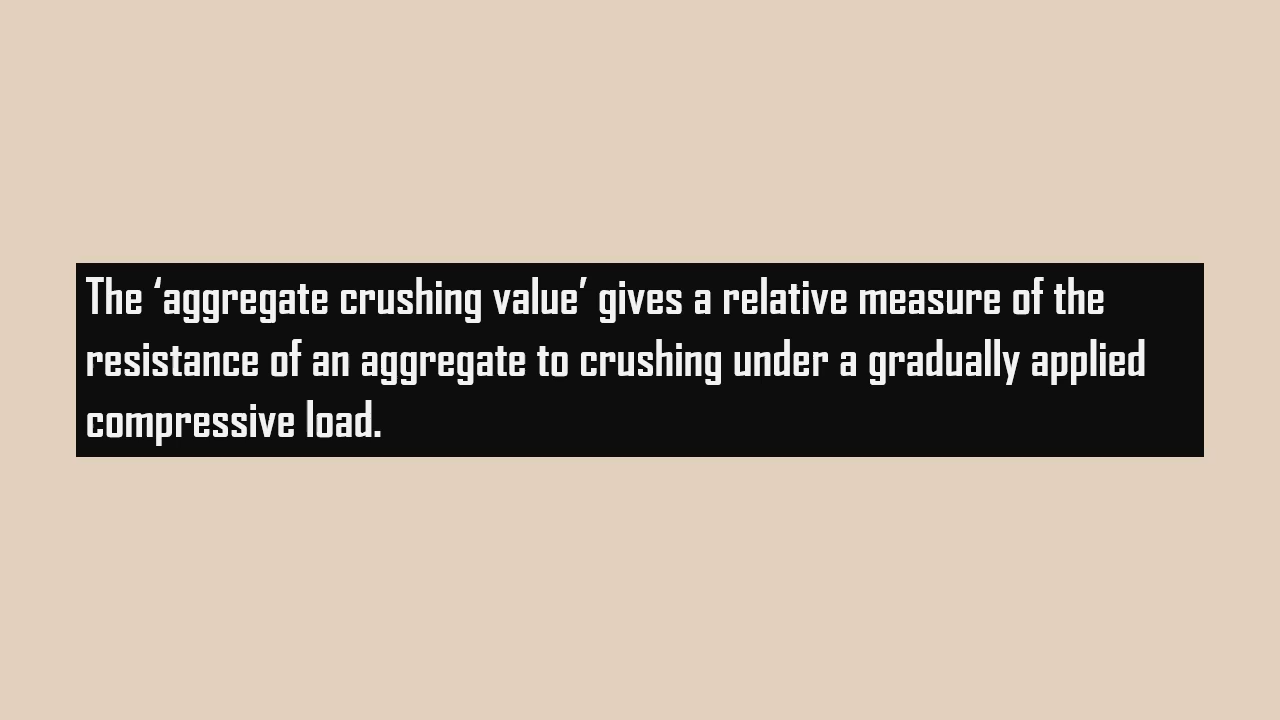 The ‘aggregate crushing value’ gives a relative measure of the
resistance of an aggregate to crushing under a gradually applied
compressive load.